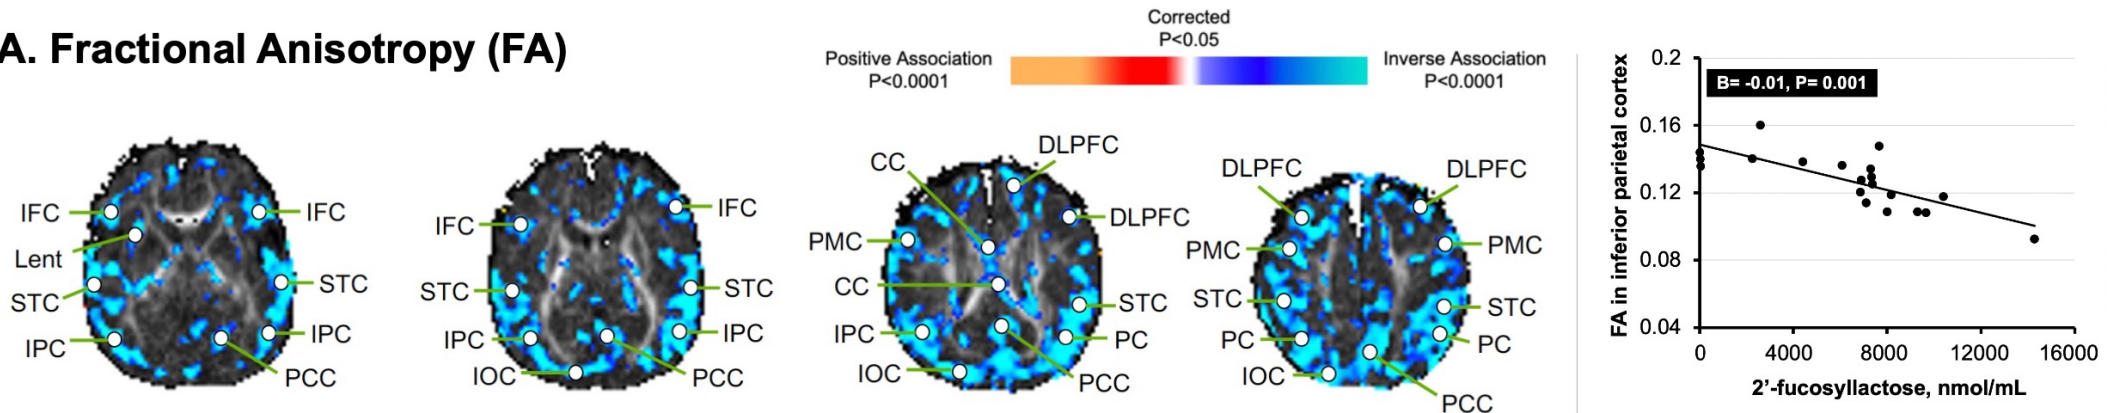 A. Fractional Anisotropy (FA)
Corrected
P<0.05
Positive Association
P<0.0001
Inverse Association
P<0.0001
IFC
IFC
Lent
STC
STC
IPC
IPC
PCC
IFC
IFC
STC
STC
IPC
IPC
IOC
PCC
CC
DLPFC
DLPFC
PMC
CC
STC
IPC
PC
IOC
PCC
DLPFC
DLPFC
PMC
PMC
STC
STC
PC
PC
IOC
PCC
FA in inferior parietal cortex
0.2
0.16
0.12
0.08
0.04
B= -0.01, P= 0.001
0 4000 8000 12000 16000
2’-fucosyllactose, nmol/mL